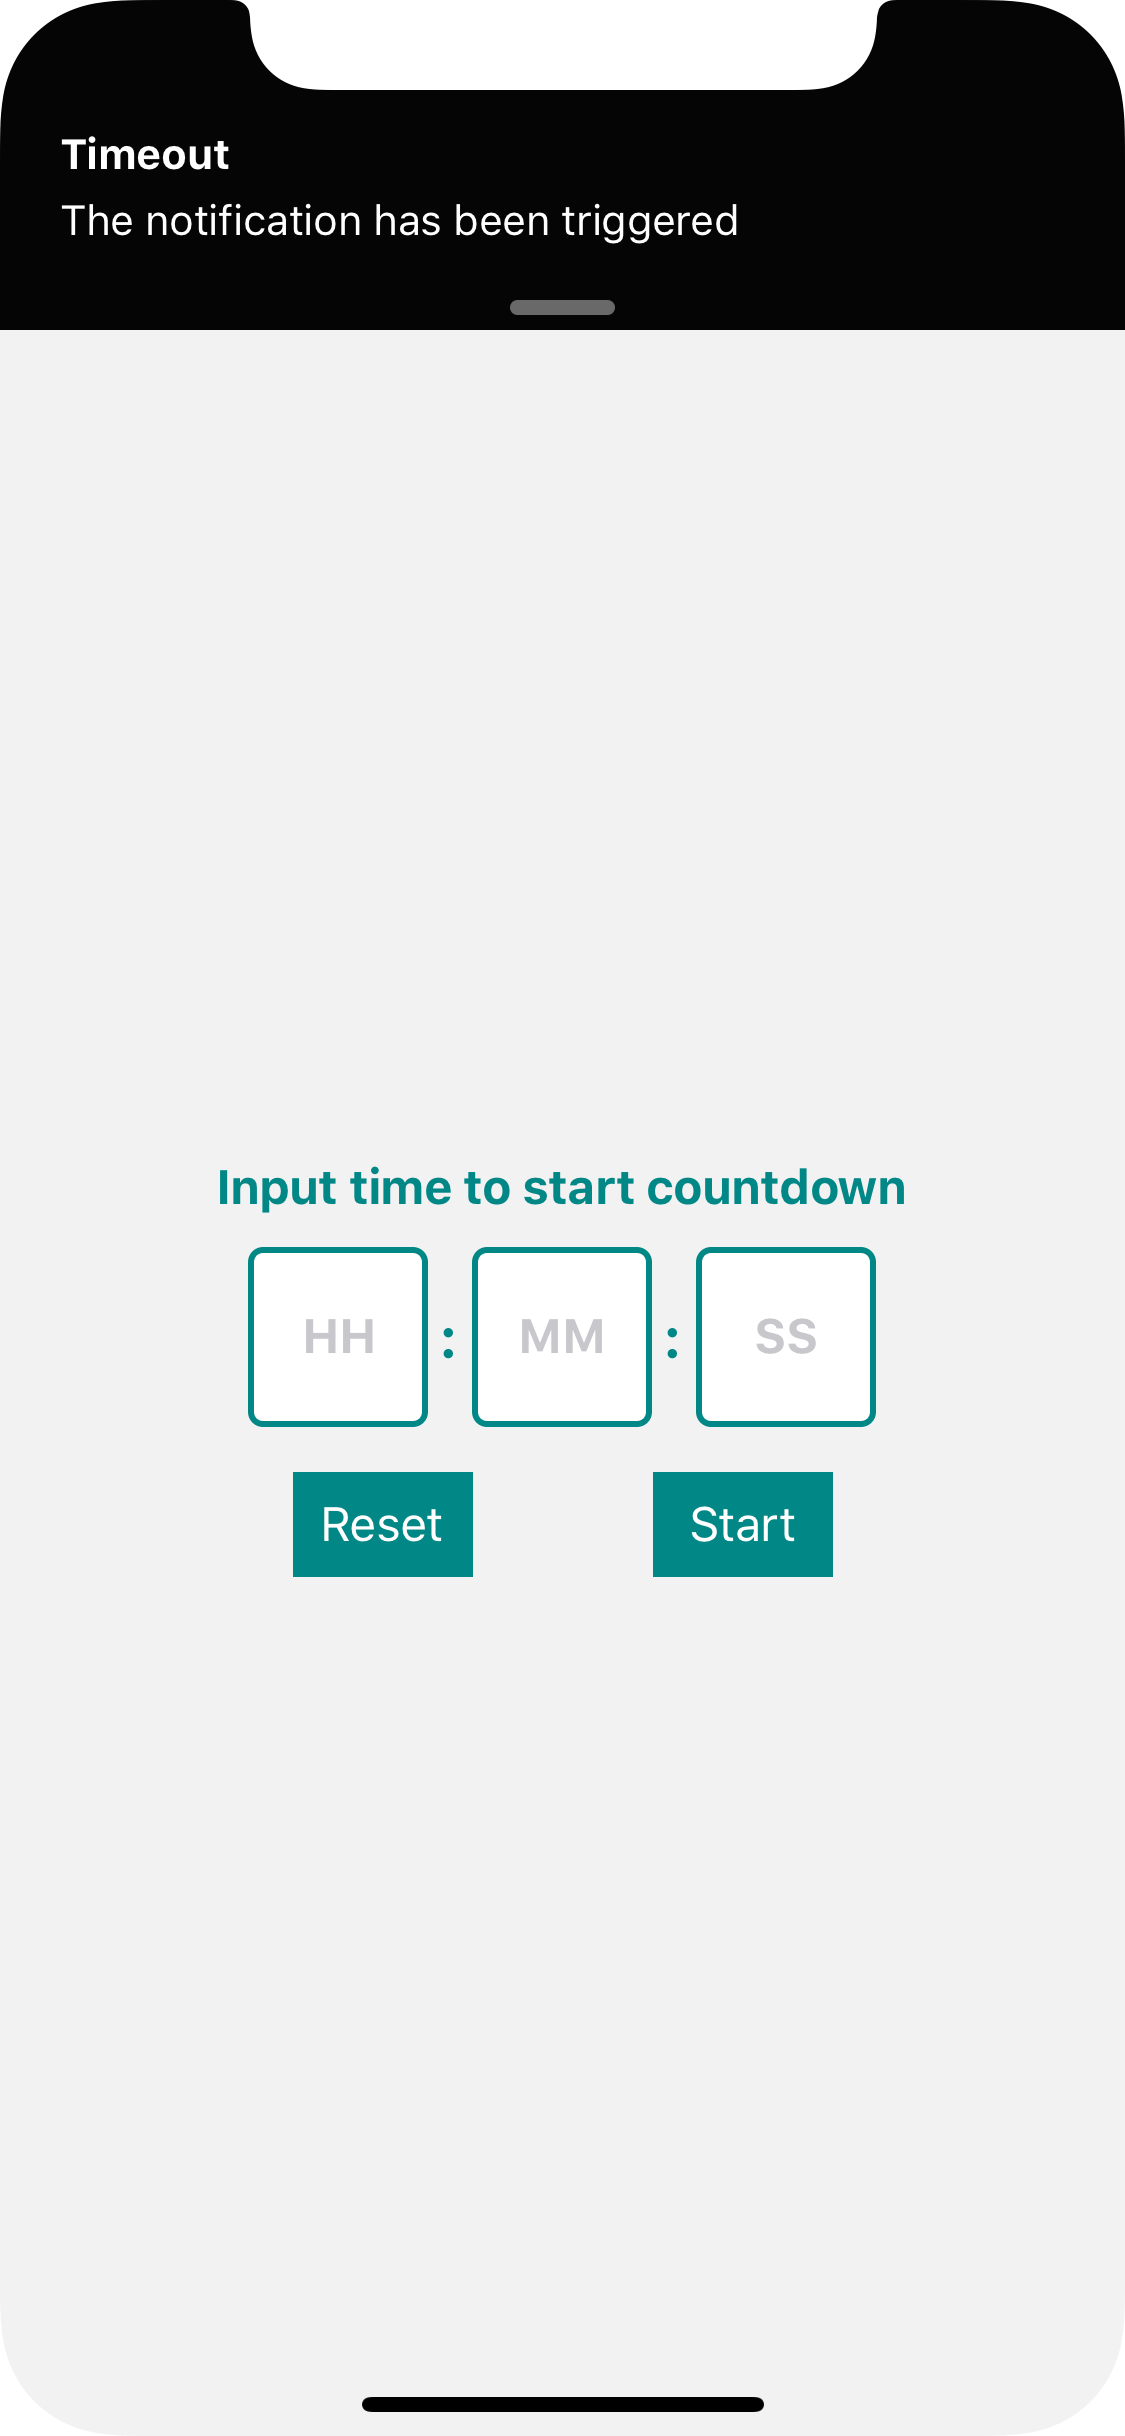 Timeout
The notification has been triggered
Input time to start countdown
HH : MM : SS
Reset Start